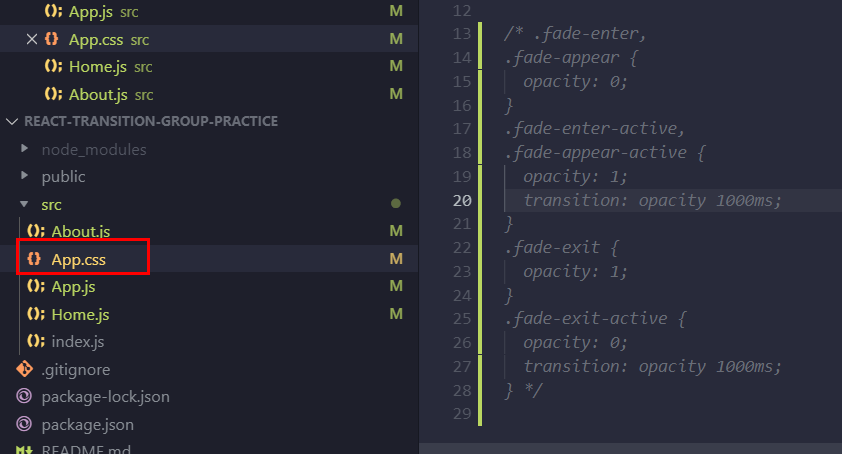 App.js src M
App.css src M
Home.js src M
About.js src M
REACT-TRANSITION-GROUP-PRACTICE
node_modules
public
src
About.js M
App.css M
App.js M
Home.js M
index.js
.gitignore
package-lock.json
package.json
README.md
12
13 /* .fade-enter,
14 .fade-appear {
15 opacity: 0;
16 }
17 .fade-enter-active,
18 .fade-appear-active {
19 opacity: 1;
20 transition: opacity 1000ms;
21 }
22 .fade-exit {
23 opacity: 1;
24 }
25 .fade-exit-active {
26 opacity: 0;
27 transition: opacity 1000ms;
28 } */
29